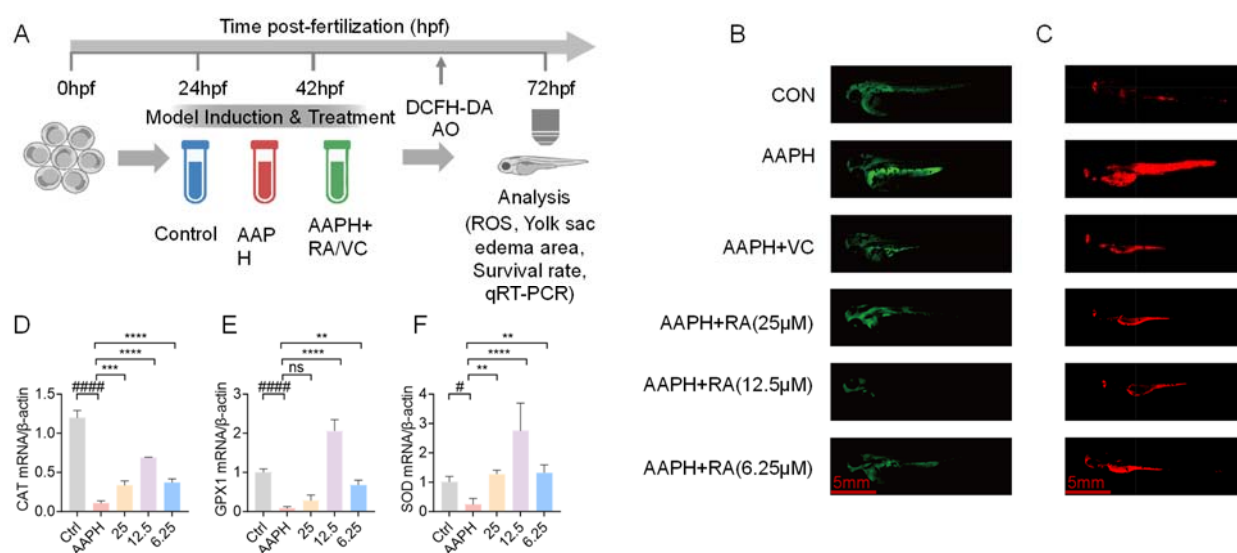 A
Time post-fertilization (hpf)
0hpf
24hpf
42hpf
72hpf
Model Induction & Treatment
DCFH-DA
AO
Control
AAP
H
AAPH+
RA/VC
Analysis
(ROS, Yolk sac
edema area,
Survival rate,
qRT-PCR)
B
C
CON
AAPH
AAPH+VC
AAPH+RA(25μM)
AAPH+RA(12.5μM)
AAPH+RA(6.25μM)
5mm
5mm
D
****
****
***
####
CAT mRNA/β-actin
1.5
1.0
0.5
0.0
Ctrl
AAPH
25
12.5
6.25
E
**
****
ns
####
GPX1 mRNA/β-actin
3
2
1
0
Ctrl
AAPH
25
12.5
6.25
F
**
****
**
#
SOD mRNA/β-actin
4
3
2
1
0
Ctrl
AAPH
25
12.5
6.25